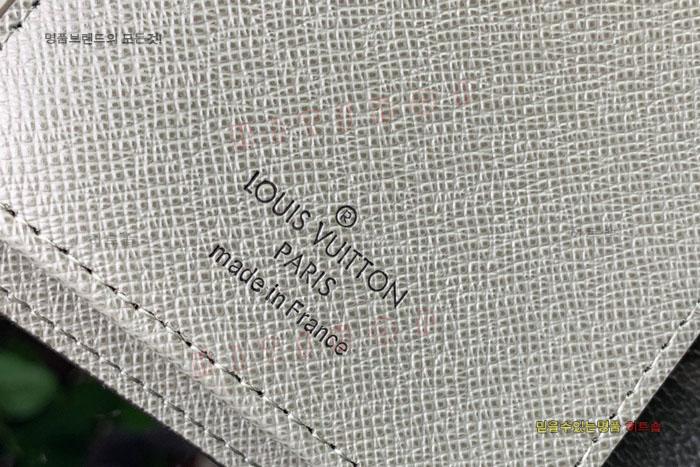 명품브랜드의 모든것!
®
LOUIS VUITTON
PARIS
made in France
믿을수있는명품 히트숍